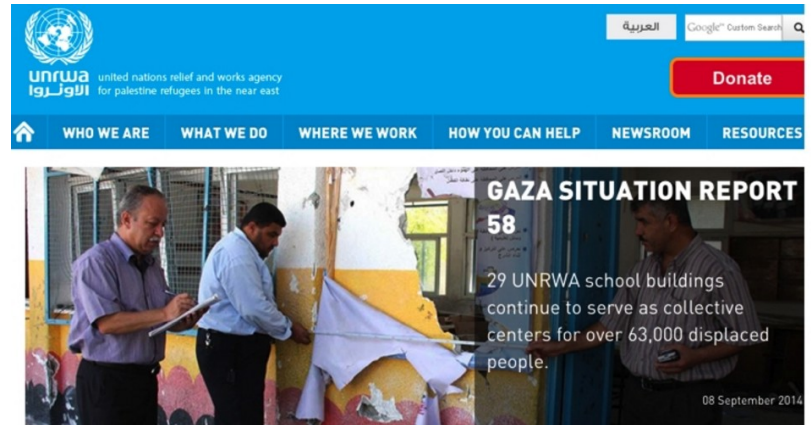 العربية
Google™ Custom Search
unrwa
الأونروا
united nations relief and works agency
for palestine refugees in the near east
Donate
WHO WE ARE
WHAT WE DO
WHERE WE WORK
HOW YOU CAN HELP
NEWSROOM
RESOURCES
GAZA SITUATION REPORT
58
29 UNRWA school buildings
continue to serve as collective
centers for over 63,000 displaced
people.
08 September 2014